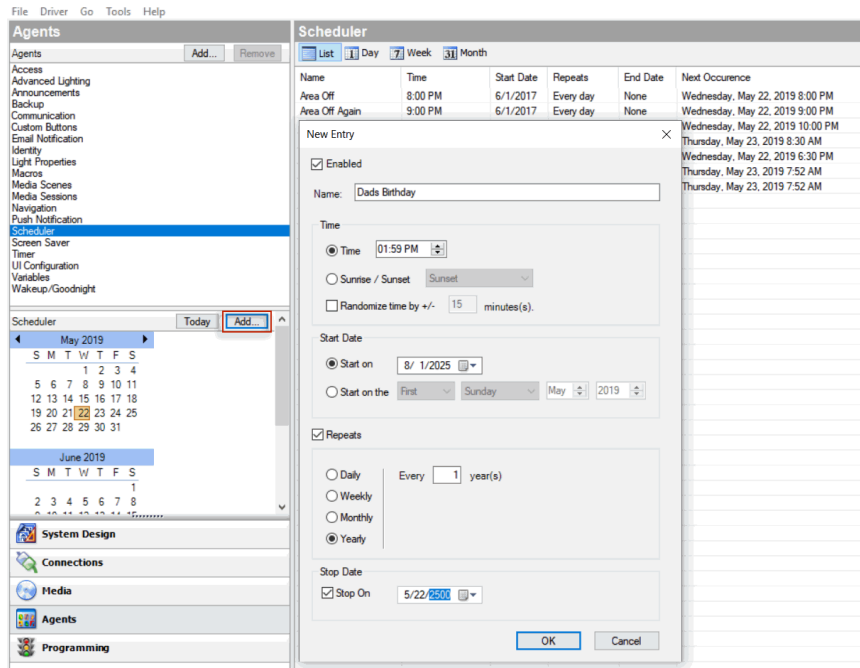 File Driver Go Tools Help
Agents
Agents Add... Remove
Access
Advanced Lighting
Announcements
Backup
Communication
Custom Buttons
Email Notification
Identity
Light Properties
Macros
Media Scenes
Media Sessions
Navigation
Push Notification
Scheduler
Screen Saver
Timer
UI Configuration
Variables
Wakeup/Goodnight
Scheduler Today Add...
May 2019
S M T W T F S
1 2 3 4
5 6 7 8 9 10 11
12 13 14 15 16 17 18
19 20 21 22 23 24 25
26 27 28 29 30 31
June 2019
S M T W T F S
1
2 3 4 5 6 7 8
System Design
Connections
Media
Agents
Programming
Scheduler
List 1 Day 7 Week 31 Month
Name Time Start Date Repeats End Date Next Occurence
Area Off 8:00 PM 6/1/2017 Every day None Wednesday, May 22, 2019 8:00 PM
Area Off Again 9:00 PM 6/1/2017 Every day None Wednesday, May 22, 2019 9:00 PM
Wednesday, May 22, 2019 10:00 PM
Thursday, May 23, 2019 8:30 AM
Wednesday, May 22, 2019 6:30 PM
Thursday, May 23, 2019 7:52 AM
Thursday, May 23, 2019 7:52 AM
New Entry
Enabled
Name: Dads Birthday
Time
Time 01:59 PM
Sunrise / Sunset Sunset
Randomize time by +/- 15 minutes(s).
Start Date
Start on 8/ 1/2025
Start on the First Sunday May 2019
Repeats
Daily Every 1 year(s)
Weekly
Monthly
Yearly
Stop Date
Stop On 5/22/2500
OK Cancel